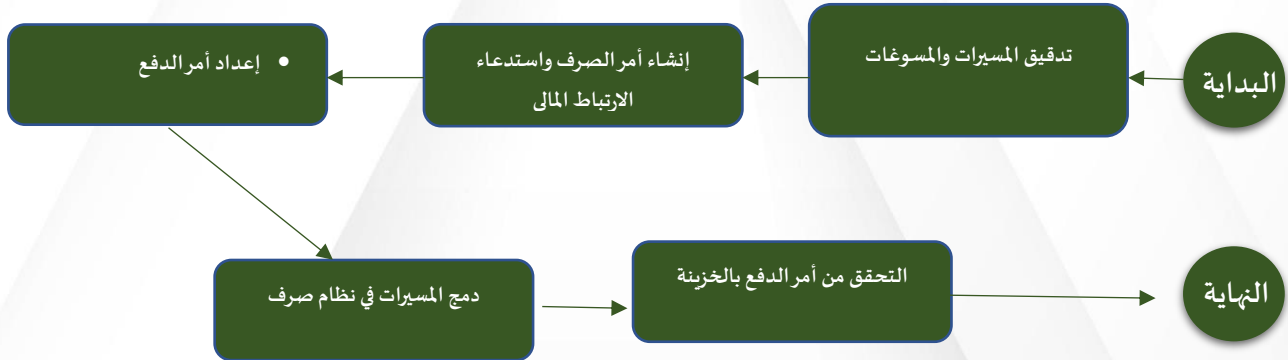 البداية
تدقيق المسيرات والمسوغات
إنشاء أمر الصرف واستدعاء
الارتباط المالى
• إعداد أمر الدفع
دمج المسيرات في نظام صرف
التحقق من أمر الدفع بالخزينة
النهاية